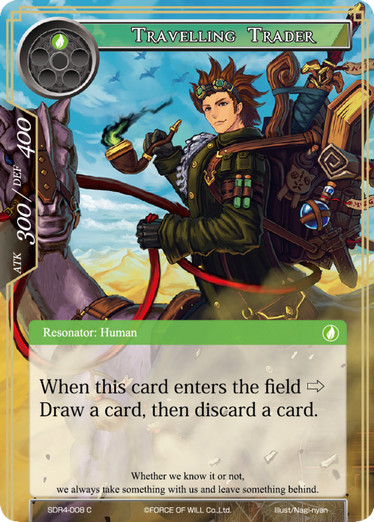 Travelling Trader
ATK 300 / DEF 400
Resonator: Human
When this card enters the field ⇨
Draw a card, then discard a card.
Whether we know it or not,
we always take something with us and leave something behind.
SDR4-008 C ©FORCE OF WILL Co.,Ltd. Illust/Nagi-nyan